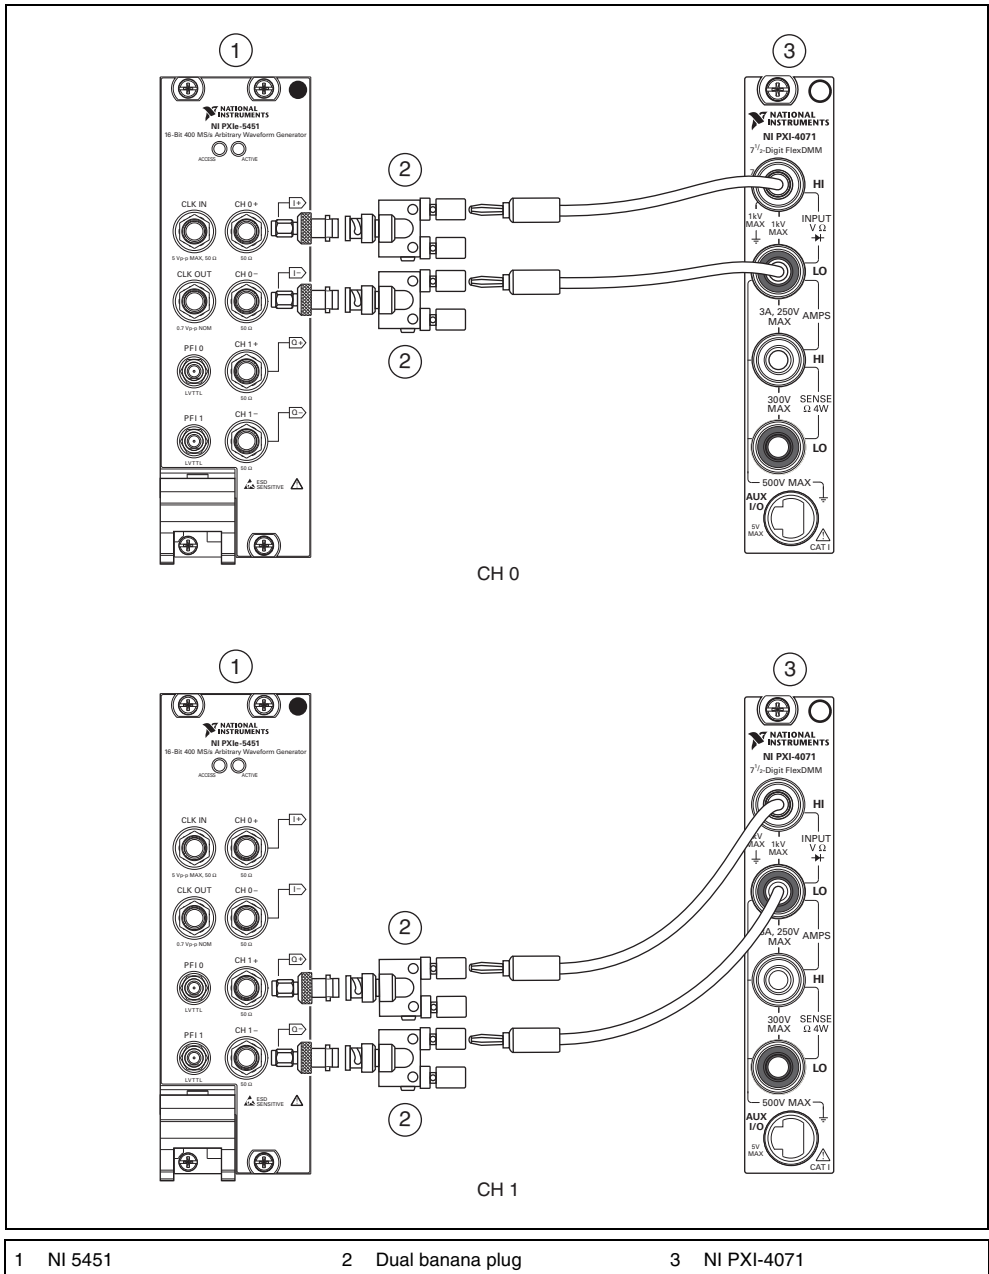 1
3
NATIONAL
INSTRUMENTS
NI PXIe-5451
16-Bit 400 MS/s Arbitrary Waveform Generator
ACCESS ACTIVE
CLK IN CH 0+ I+
5 Vp-p MAX, 50 Ω 50 Ω
CLK OUT CH 0– I–
0.7 Vp-p NOM 50 Ω
PFI 0 CH 1+ Q+
LVTTL 50 Ω
PFI 1 CH 1– Q–
LVTTL 50 Ω
ESD
SENSITIVE
2
2
NATIONAL
INSTRUMENTS
NI PXI-4071
7½-Digit FlexDMM
HI
1kV
MAX
1kV
MAX
INPUT
V Ω
LO
3A, 250V
MAX
AMPS
HI
300V
MAX
SENSE
Ω 4W
LO
500V MAX
AUX
I/O
5V
MAX
CAT I
CH 0
1
3
NATIONAL
INSTRUMENTS
NI PXIe-5451
16-Bit 400 MS/s Arbitrary Waveform Generator
ACCESS ACTIVE
CLK IN CH 0+ I+
5 Vp-p MAX, 50 Ω 50 Ω
CLK OUT CH 0– I–
0.7 Vp-p NOM 50 Ω
PFI 0 CH 1+ Q+
LVTTL 50 Ω
PFI 1 CH 1– Q–
LVTTL 50 Ω
ESD
SENSITIVE
2
2
NATIONAL
INSTRUMENTS
NI PXI-4071
7½-Digit FlexDMM
HI
1kV
MAX
INPUT
V Ω
LO
250V
MAX
AMPS
HI
300V
MAX
SENSE
Ω 4W
LO
500V MAX
AUX
I/O
5V
MAX
CAT I
CH 1
1 NI 5451 2 Dual banana plug 3 NI PXI-4071